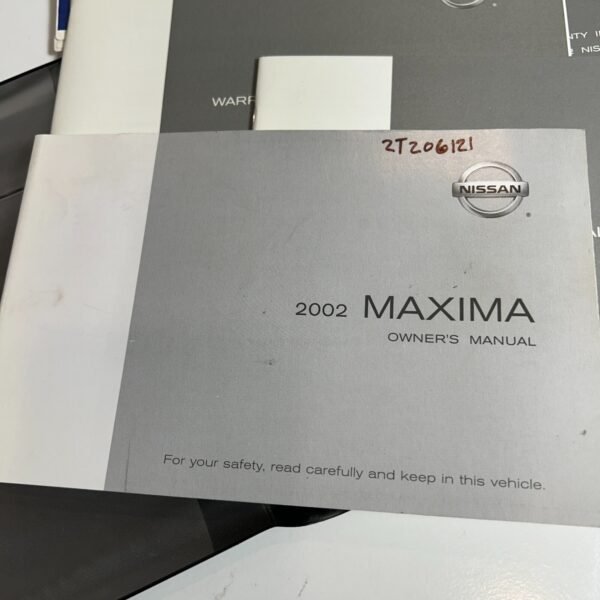 2T206121
NISSAN
2002 MAXIMA
OWNER'S MANUAL
For your safety, read carefully and keep in this vehicle.